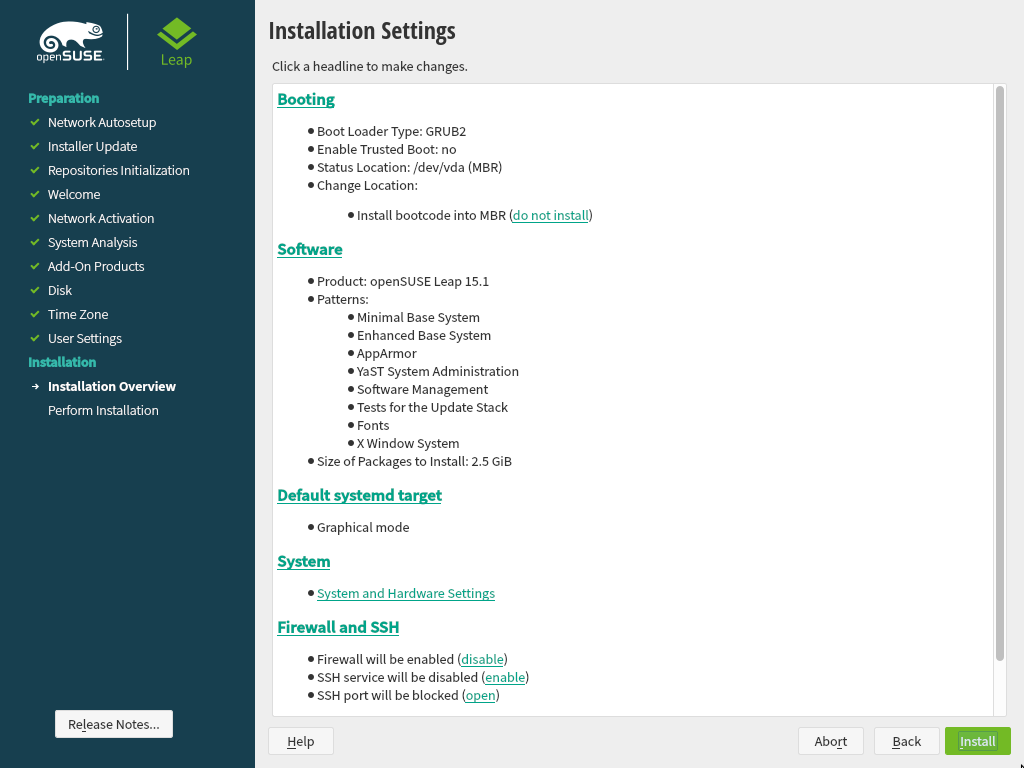 openSUSE
Leap
Preparation
Network Autosetup
Installer Update
Repositories Initialization
Welcome
Network Activation
System Analysis
Add-On Products
Disk
Time Zone
User Settings
Installation
Installation Overview
Perform Installation
Release Notes...
Installation Settings
Click a headline to make changes.
Booting
Boot Loader Type: GRUB2
Enable Trusted Boot: no
Status Location: /dev/vda (MBR)
Change Location:
Install bootcode into MBR (do not install)
Software
Product: openSUSE Leap 15.1
Patterns:
Minimal Base System
Enhanced Base System
AppArmor
YaST System Administration
Software Management
Tests for the Update Stack
Fonts
X Window System
Size of Packages to Install: 2.5 GiB
Default systemd target
Graphical mode
System
System and Hardware Settings
Firewall and SSH
Firewall will be enabled (disable)
SSH service will be disabled (enable)
SSH port will be blocked (open)
Help
Abort
Back
Install